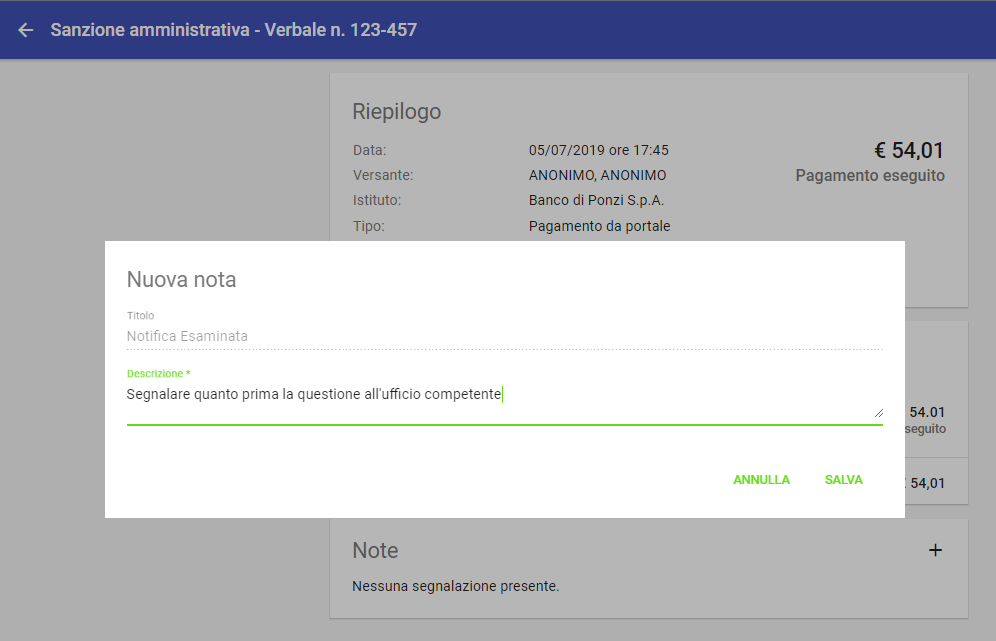 Sanzione amministrativa - Verbale n. 123-457
Riepilogo
Data: 05/07/2019 ore 17:45
€ 54,01
Versante: ANONIMO, ANONIMO
Pagamento eseguito
Istituto: Banco di Ponzi S.p.A.
Tipo: Pagamento da portale
Nuova nota
Titolo
Notifica Esaminata
Descrizione *
Segnalare quanto prima la questione all'ufficio competente
54.01
seguito
ANNULLA SALVA
54,01
Note
+
Nessuna segnalazione presente.